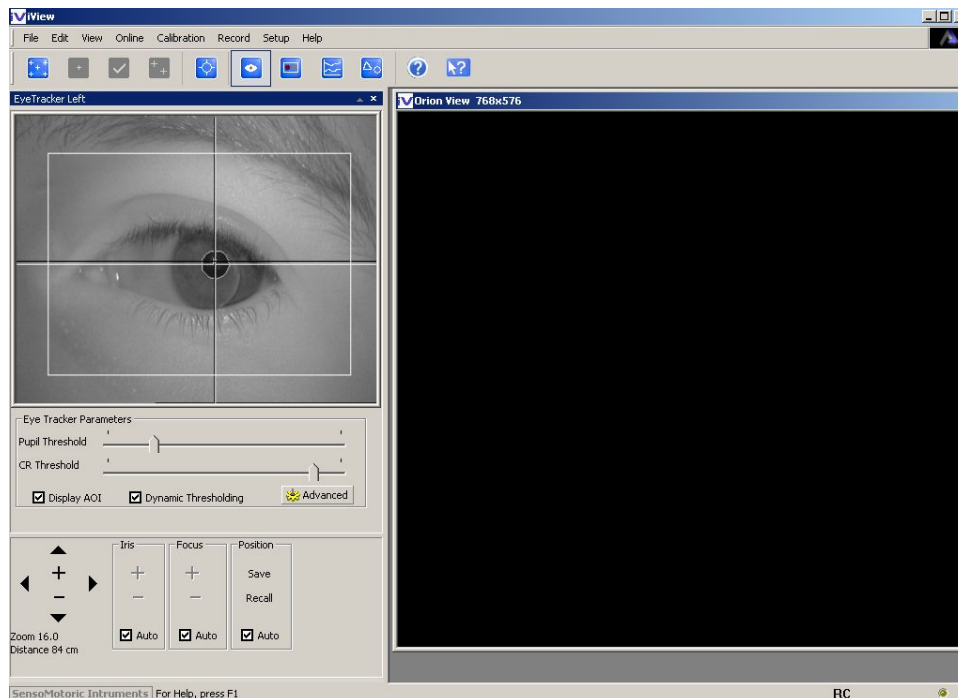 iView
File Edit View Online Calibration Record Setup Help
EyeTracker Left
Orion View 768x576
Eye Tracker Parameters
Pupil Threshold
CR Threshold
Display AOI
Dynamic Thresholding
Advanced
Iris
Focus
Position
Save
Recall
Auto
Auto
Auto
Zoom 16.0
Distance 84 cm
SensoMotoric Intruments For Help, press F1
RC